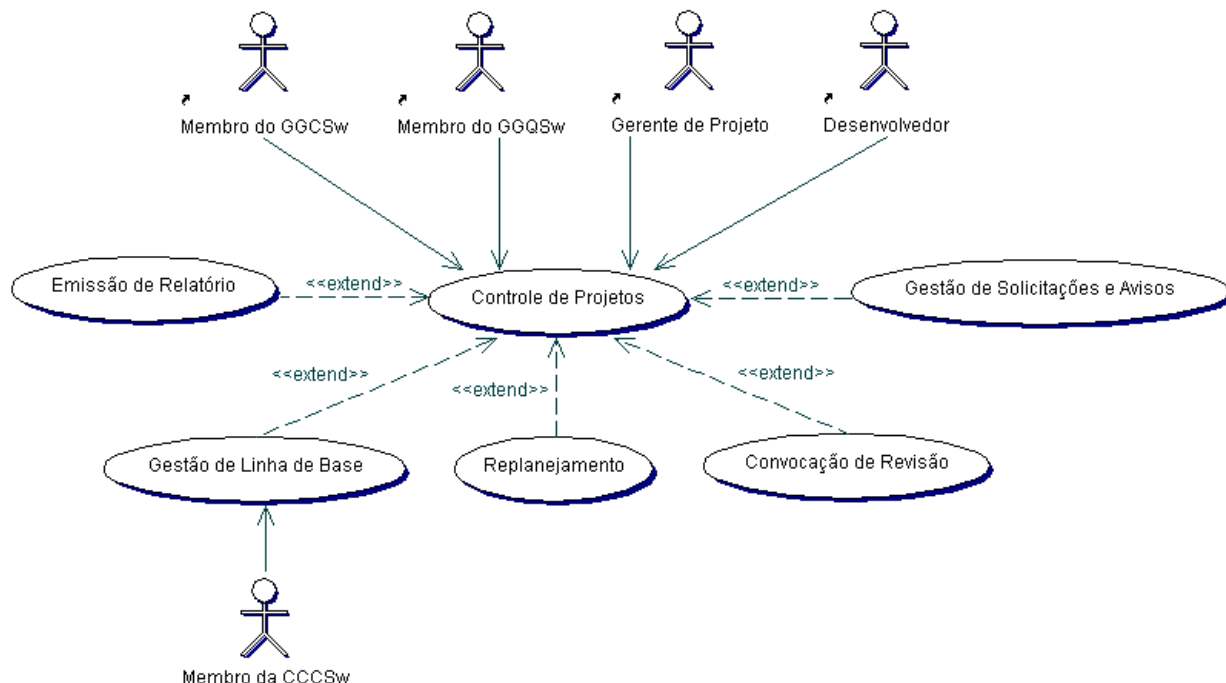 Membro do GGCSw
Membro do GGQSw
Gerente de Projeto
Desenvolvedor
Emissão de Relatório
<<extend>>
Controle de Projetos
<<extend>>
Gestão de Solicitações e Avisos
<<extend>>
<<extend>>
<<extend>>
Gestão de Linha de Base
Replanejamento
Convocação de Revisão
Membro da CCCSw